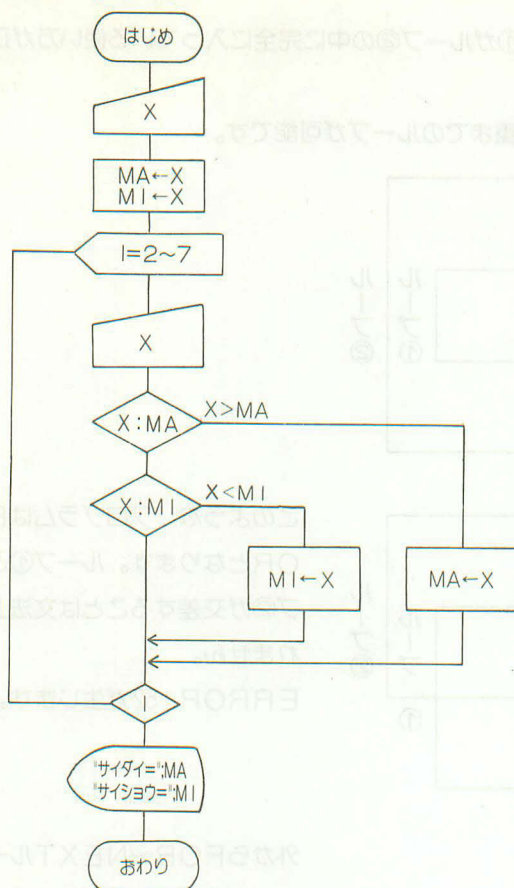 はじめ
X
MA←X
MI←X
I=2~7
X
X:MA
X>MA
X:MI
X<MI
MI←X
MA←X
I
"サイダイ=";MA
"サイショウ=";MI
おわり